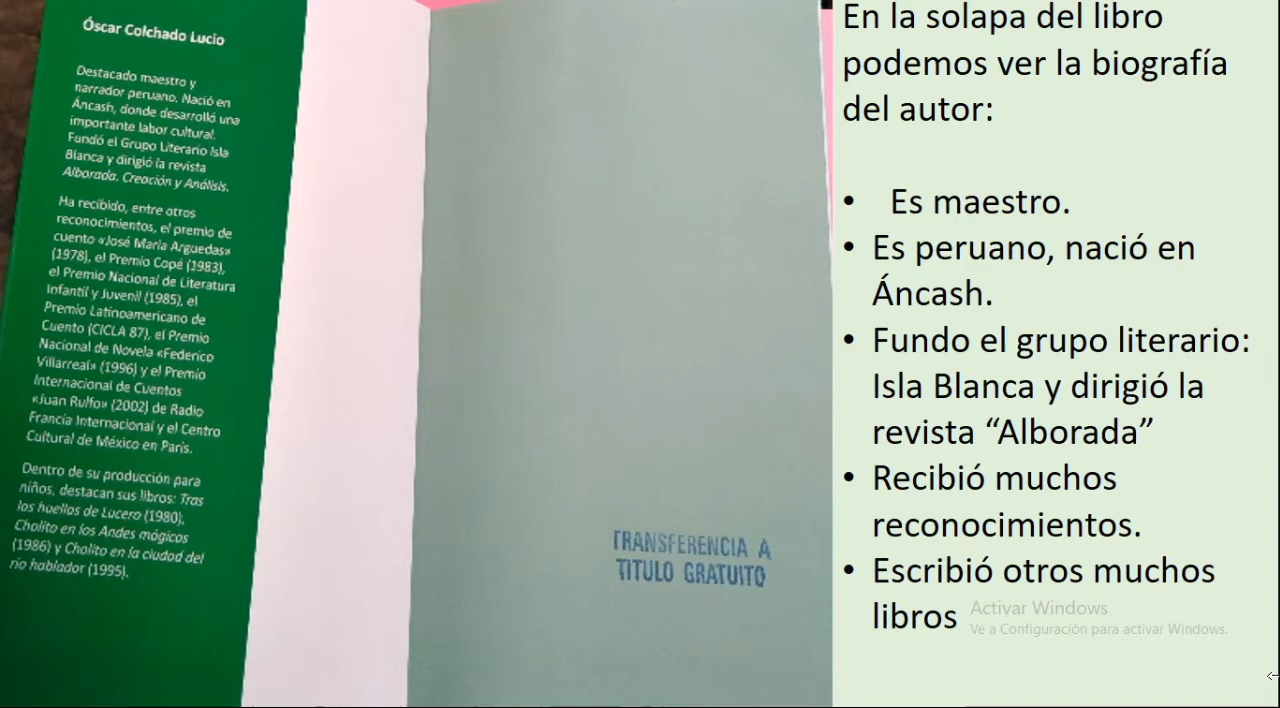 Óscar Colchado Lucio
Destacado maestro y
narrador peruano. Nació en
Áncash, donde desarrolló una
importante labor cultural.
Fundó el Grupo Literario Isla
Blanca y dirigió la revista
Alborada. Creación y Análisis.
Ha recibido, entre otros
reconocimientos, el premio de
cuento «José María Arguedas»
(1978), el Premio Copé (1983),
el Premio Nacional de Literatura
Infantil y Juvenil (1985), el
Premio Latinoamericano de
Cuento (CICLA 87), el Premio
Nacional de Novela «Federico
Villarreal» (1996) y el Premio
Internacional de Cuentos
«Juan Rulfo» (2002) de Radio
Francia Internacional y el Centro
Cultural de México en París.
Dentro de su producción para
niños, destacan sus libros: Tras
las huellas de Lucero (1980),
Cholito en los Andes mágicos
(1986) y Cholito en la ciudad del
río hablador (1995).
TRANSFERENCIA A
TITULO GRATUITO
En la solapa del libro
podemos ver la biografía
del autor:
• Es maestro.
• Es peruano, nació en
Áncash.
• Fundo el grupo literario:
Isla Blanca y dirigió la
revista “Alborada”
• Recibió muchos
reconocimientos.
• Escribió otros muchos
libros
Activar Windows
Ve a Configuración para activar Windows.